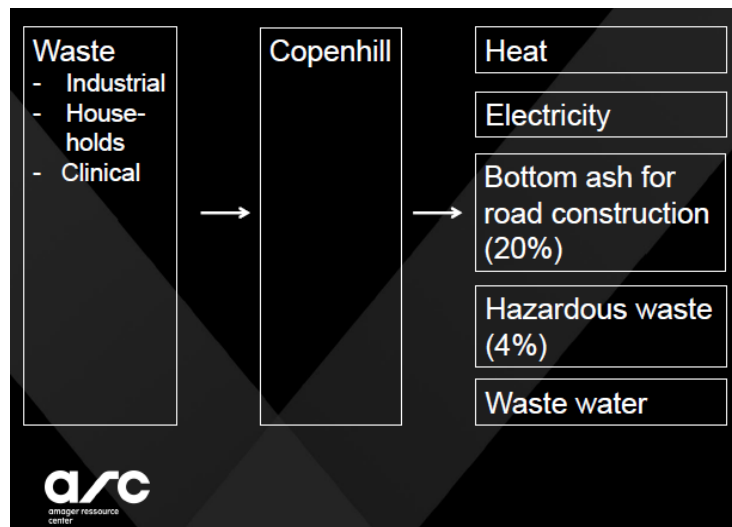 Waste
- Industrial
- House-
holds
- Clinical
Copenhill
Heat
Electricity
Bottom ash for
road construction
(20%)
Hazardous waste
(4%)
Waste water
arc
amager ressource
center